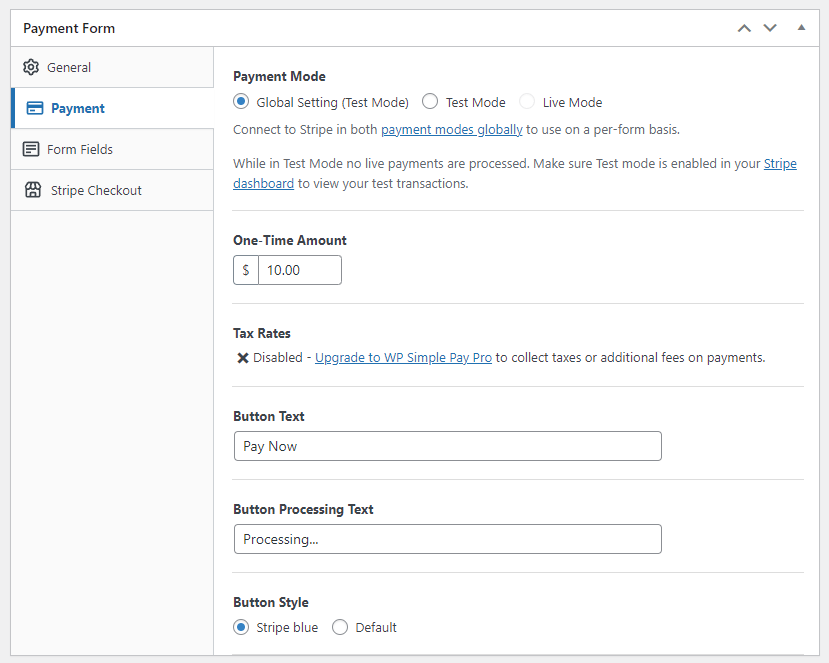 Payment Form
General
Payment
Form Fields
Stripe Checkout
Payment Mode
Global Setting (Test Mode) Test Mode Live Mode
Connect to Stripe in both payment modes globally to use on a per-form basis.
While in Test Mode no live payments are processed. Make sure Test mode is enabled in your Stripe
dashboard to view your test transactions.
One-Time Amount
$ 10.00
Tax Rates
Disabled - Upgrade to WP Simple Pay Pro to collect taxes or additional fees on payments.
Button Text
Pay Now
Button Processing Text
Processing...
Button Style
Stripe blue Default